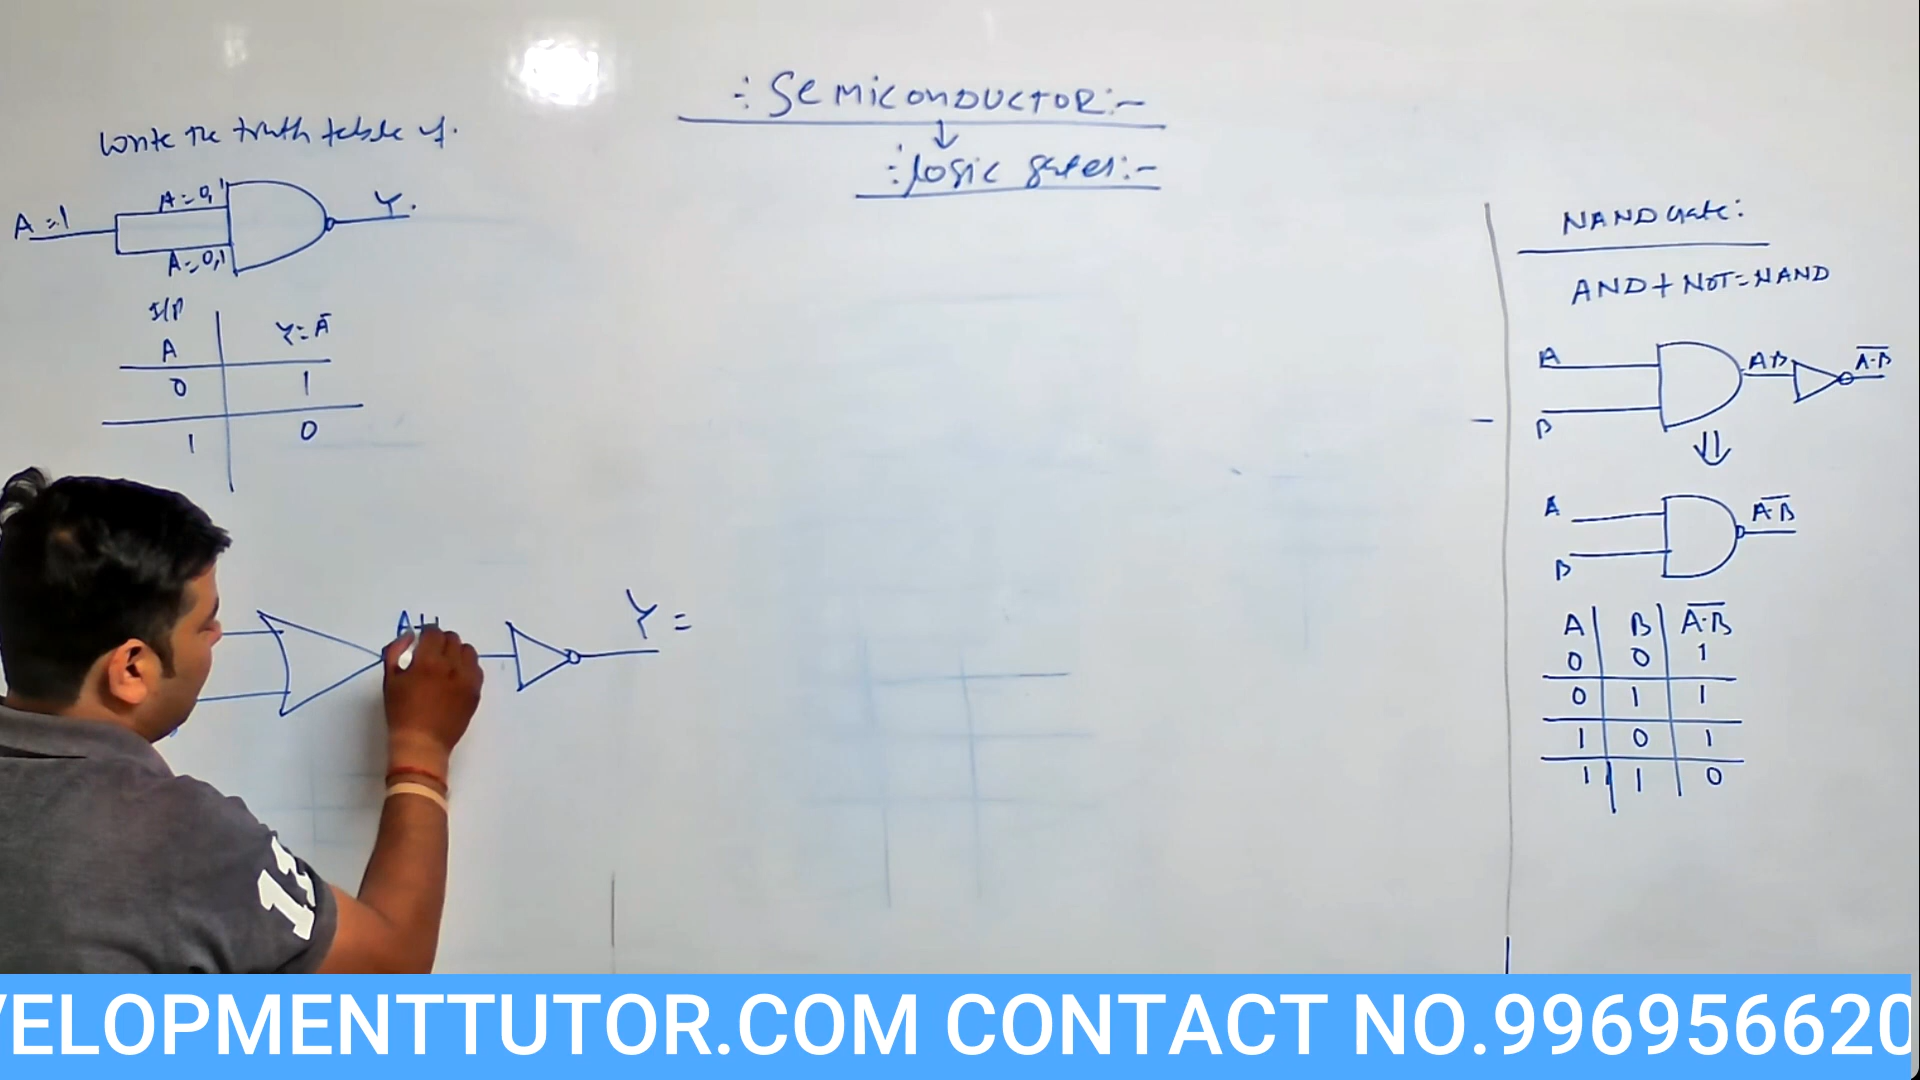 :- SEMICONDUCTOR:-
↓
:- logic gates:-
Write the truth table of.
A=1
A=0,1
A=0,1
Y.
I/P
A
Y=Ā
0 1
1 0
A+
Y =
NAND Gate:
AND + NOT = NAND
A
B
AB
A̅·̅B̅
⇓
A
B
A̅·̅B̅
A B A̅·̅B̅
0 0 1
0 1 1
1 0 1
1 1 0
11
VELOPMENTTUTOR.COM CONTACT NO.996956620